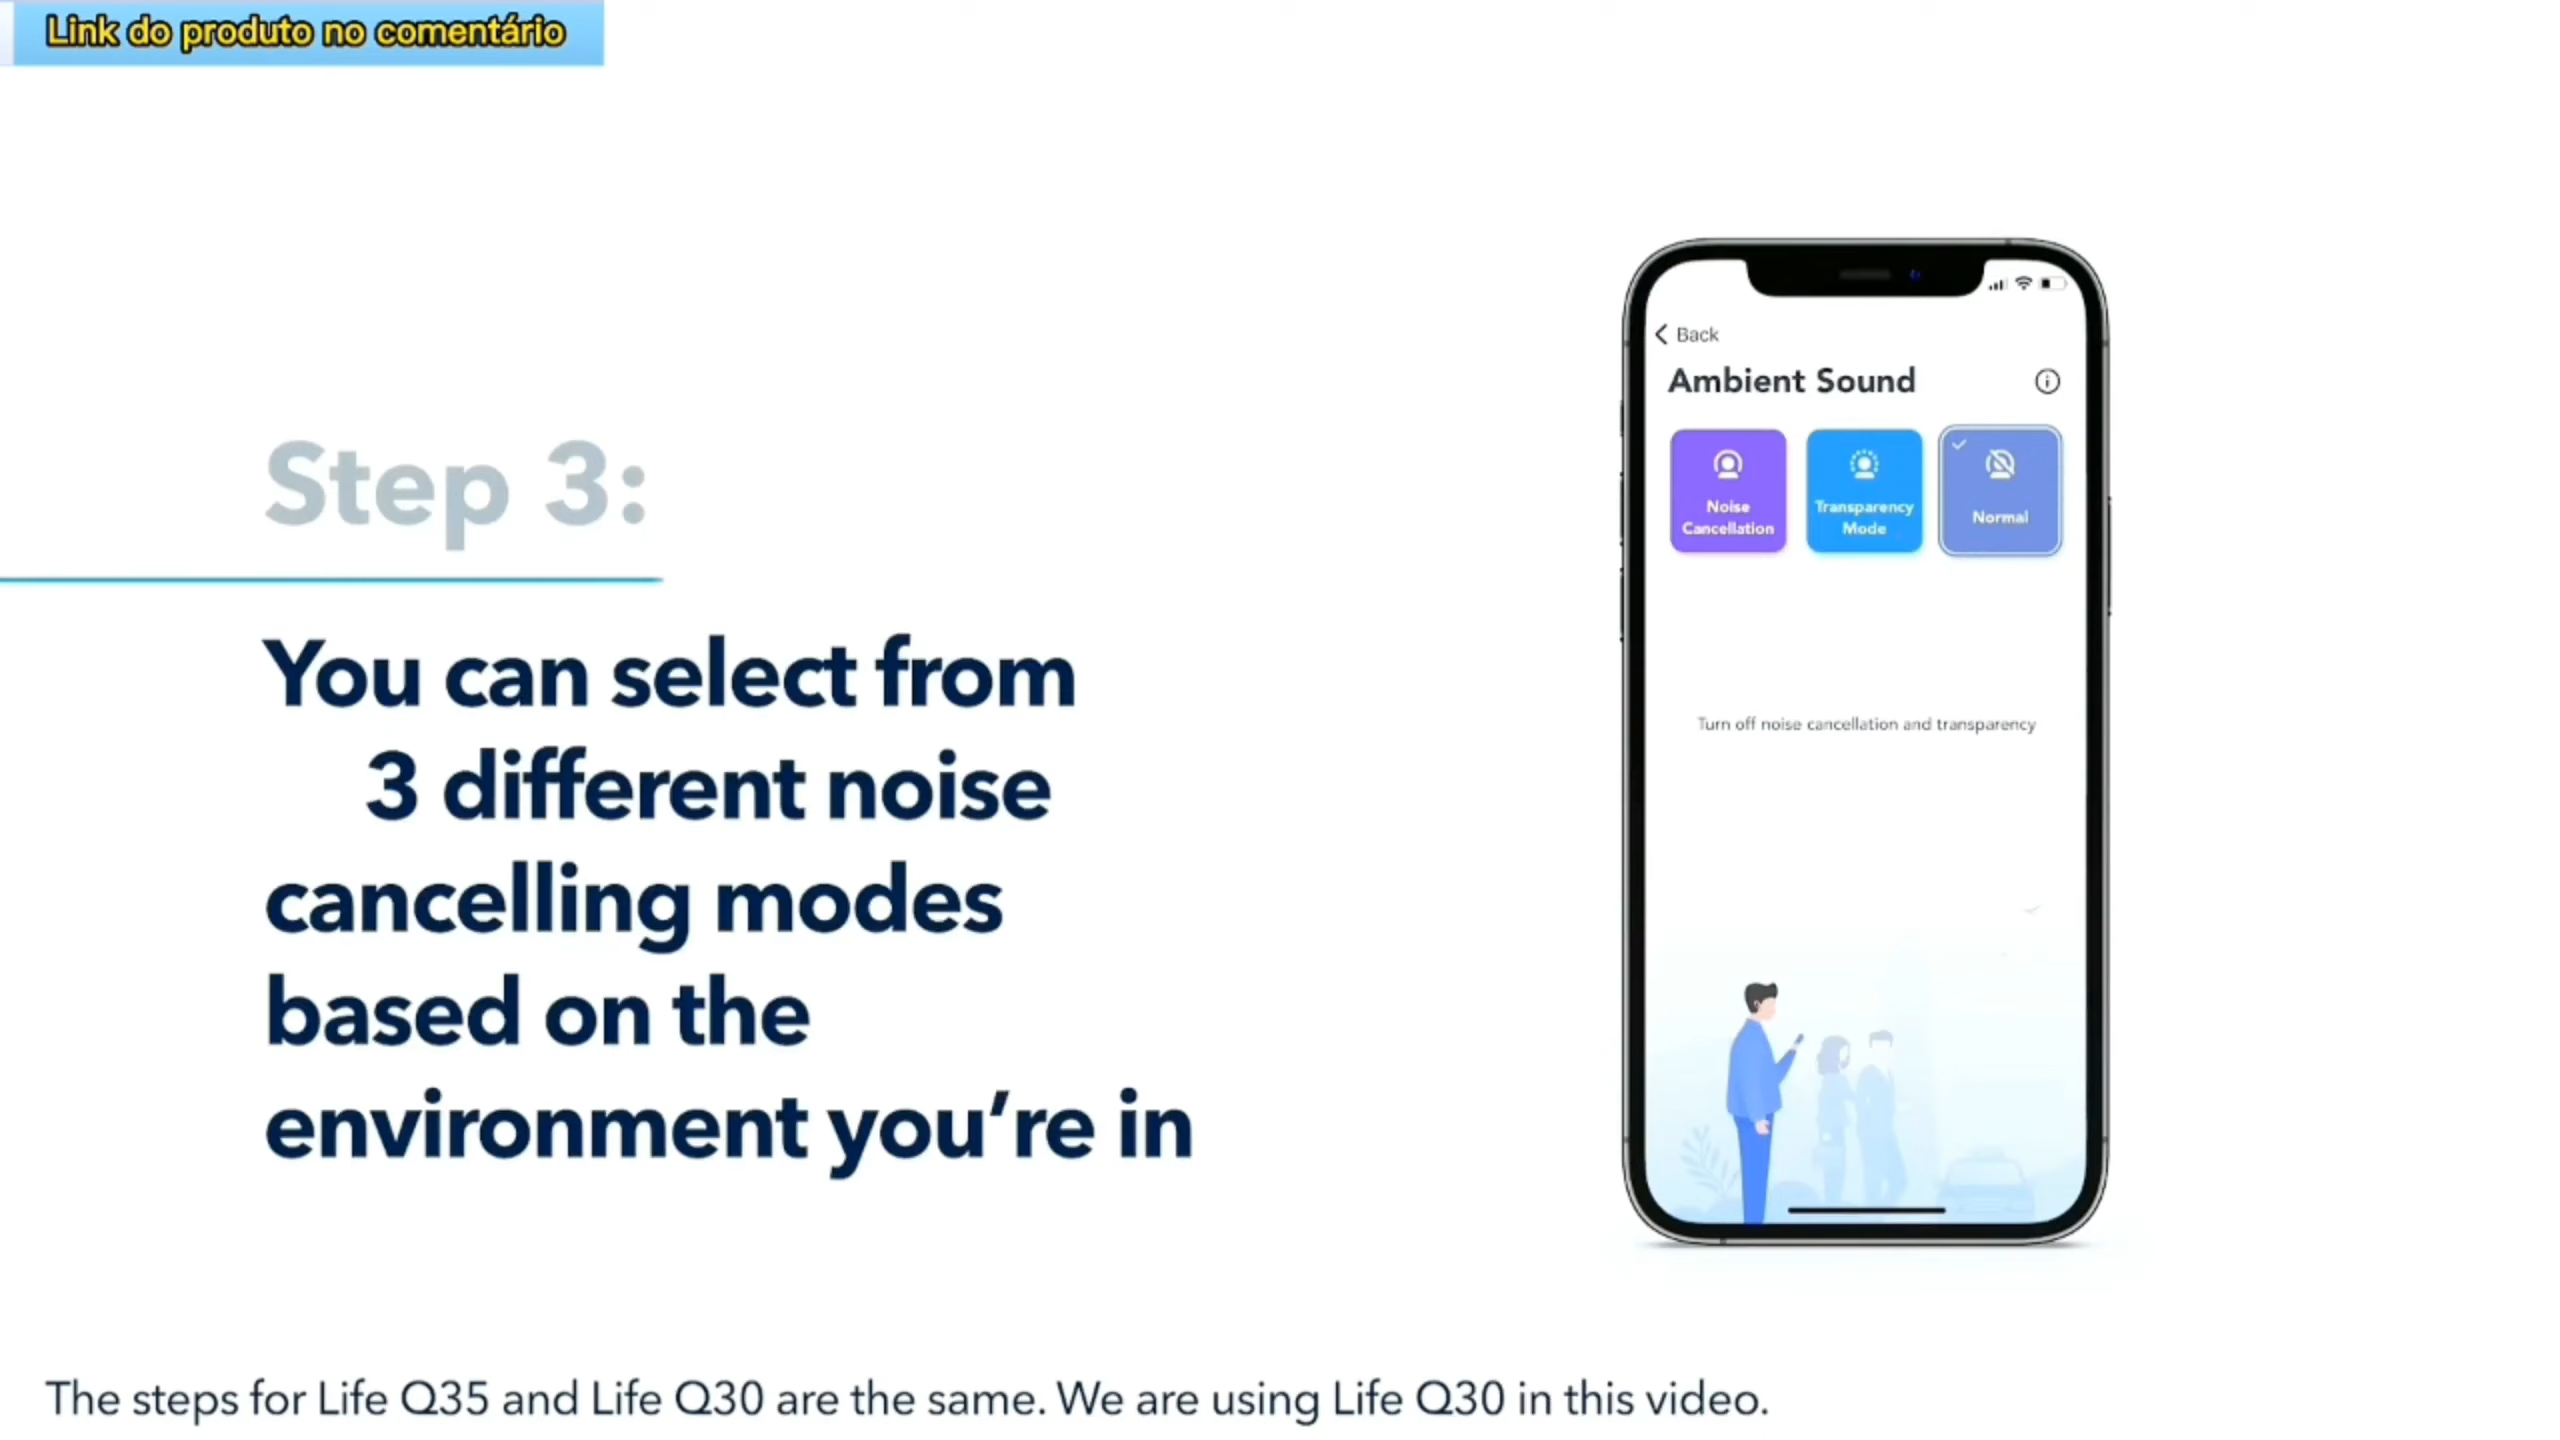 Link do produto no comentário
Step 3:
You can select from
3 different noise
cancelling modes
based on the
environment you’re in
Back
Ambient Sound
Noise
Cancellation
Transparency
Mode
Normal
Turn off noise cancellation and transparency
The steps for Life Q35 and Life Q30 are the same. We are using Life Q30 in this video.